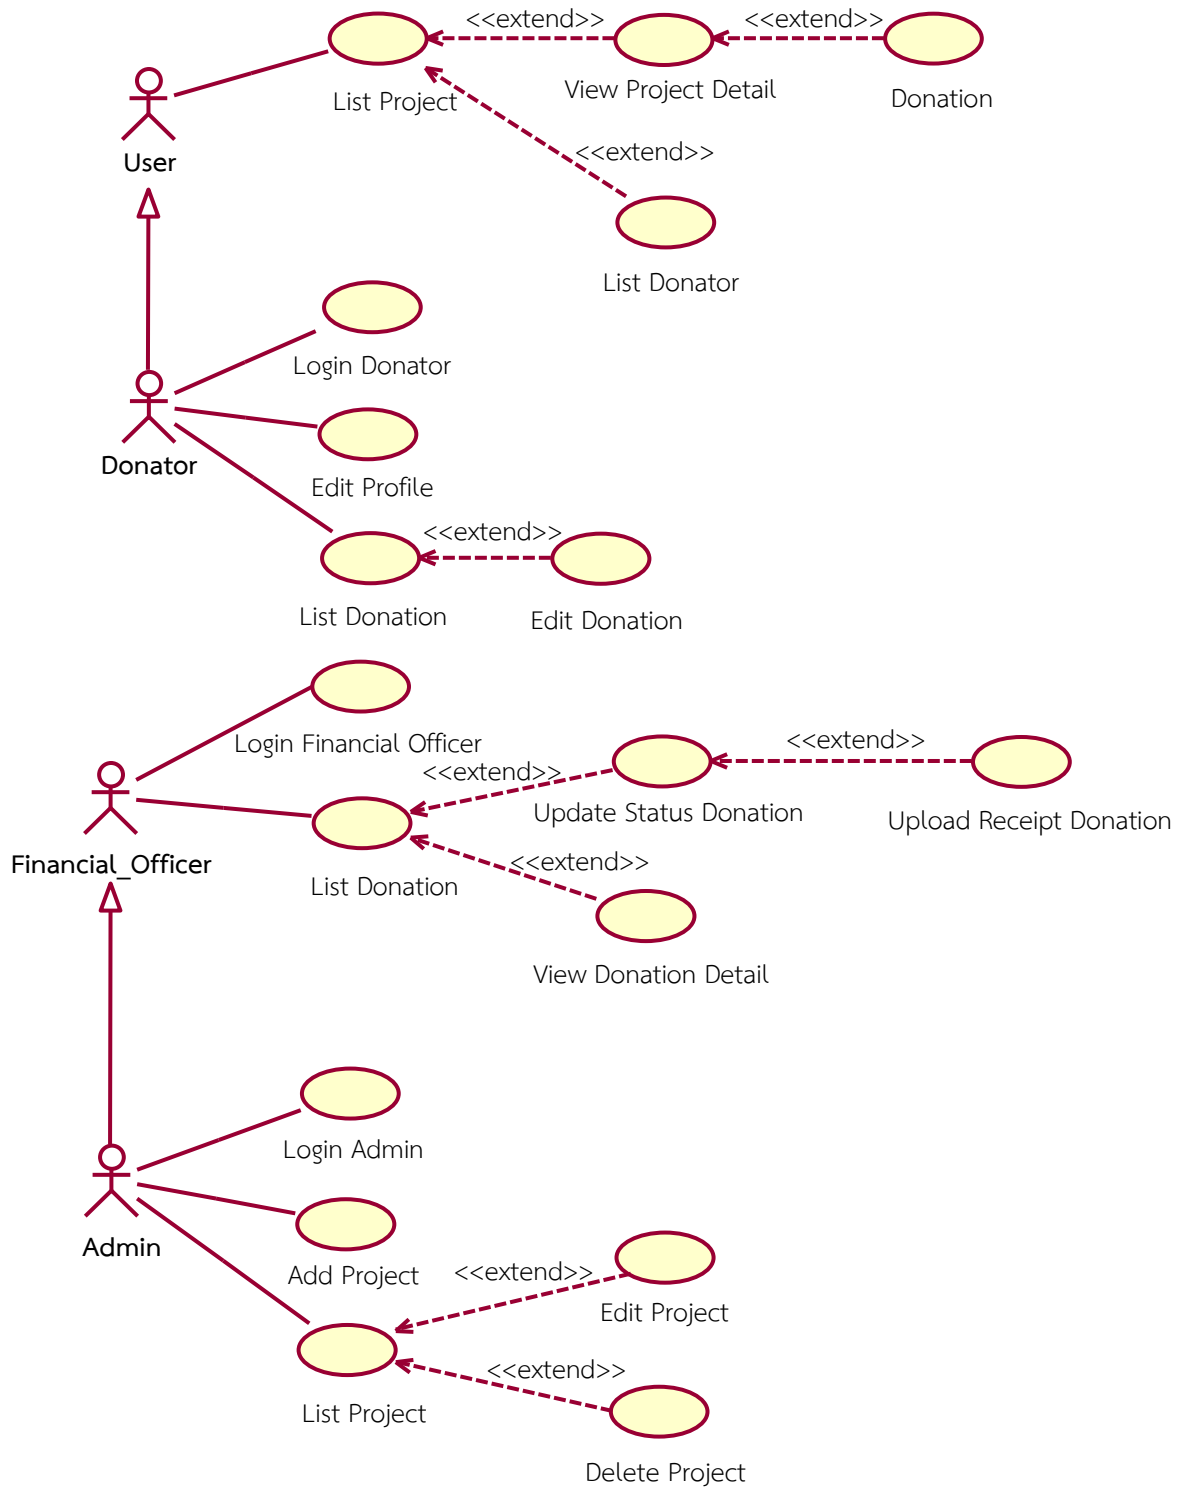 <<extend>>
<<extend>>
List Project
View Project Detail
Donation
User
<<extend>>
List Donator
Login Donator
Donator
Edit Profile
<<extend>>
List Donation
Edit Donation
Login Financial Officer
<<extend>>
<<extend>>
Update Status Donation
Upload Receipt Donation
Financial_Officer
List Donation
<<extend>>
View Donation Detail
Login Admin
Admin
Add Project
<<extend>>
Edit Project
<<extend>>
List Project
Delete Project